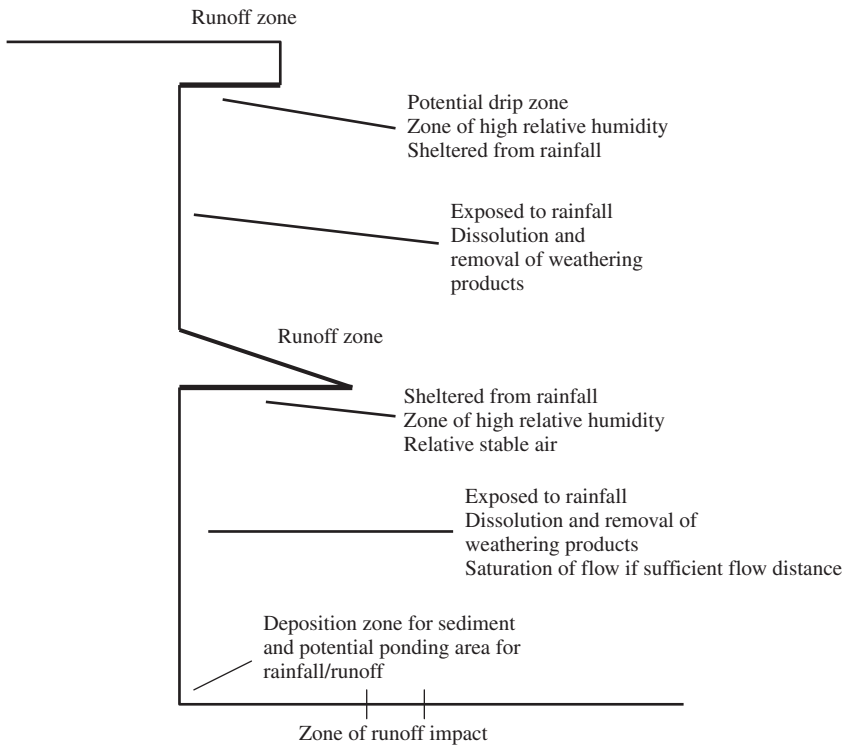 Runoff zone
Potential drip zone
Zone of high relative humidity
Sheltered from rainfall
Exposed to rainfall
Dissolution and
removal of weathering
products
Runoff zone
Sheltered from rainfall
Zone of high relative humidity
Relative stable air
Exposed to rainfall
Dissolution and removal of
weathering products
Saturation of flow if sufficient flow distance
Deposition zone for sediment
and potential ponding area for
rainfall/runoff
Zone of runoff impact